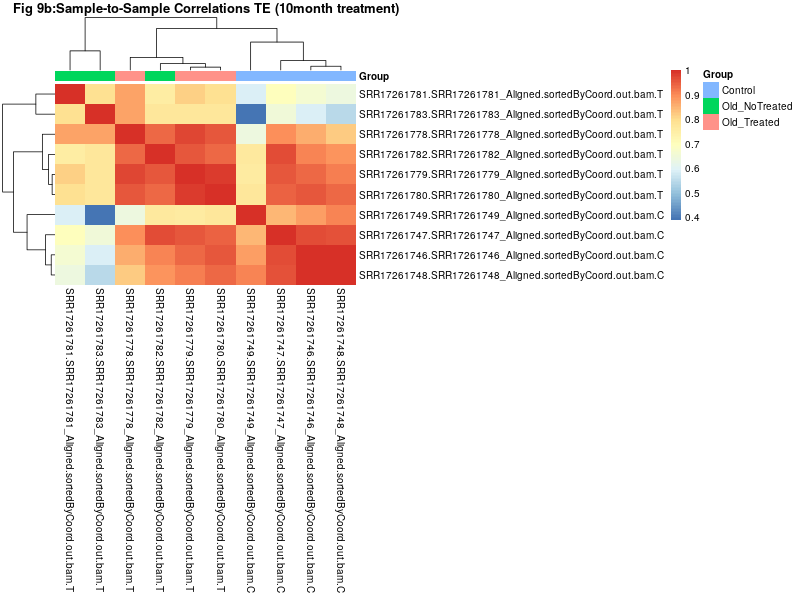 Fig 9b:Sample-to-Sample Correlations TE (10month treatment)
Group
SRR17261781.SRR17261781_Aligned.sortedByCoord.out.bam.T
SRR17261783.SRR17261783_Aligned.sortedByCoord.out.bam.T
SRR17261778.SRR17261778_Aligned.sortedByCoord.out.bam.T
SRR17261782.SRR17261782_Aligned.sortedByCoord.out.bam.T
SRR17261779.SRR17261779_Aligned.sortedByCoord.out.bam.T
SRR17261780.SRR17261780_Aligned.sortedByCoord.out.bam.T
SRR17261749.SRR17261749_Aligned.sortedByCoord.out.bam.C
SRR17261747.SRR17261747_Aligned.sortedByCoord.out.bam.C
SRR17261746.SRR17261746_Aligned.sortedByCoord.out.bam.C
SRR17261748.SRR17261748_Aligned.sortedByCoord.out.bam.C
1
0.9
0.8
0.7
0.6
0.5
0.4
Group
Control
Old_NoTreated
Old_Treated
SRR17261781.SRR17261781_Aligned.sortedByCoord.out.bam.T
SRR17261783.SRR17261783_Aligned.sortedByCoord.out.bam.T
SRR17261778.SRR17261778_Aligned.sortedByCoord.out.bam.T
SRR17261782.SRR17261782_Aligned.sortedByCoord.out.bam.T
SRR17261779.SRR17261779_Aligned.sortedByCoord.out.bam.T
SRR17261780.SRR17261780_Aligned.sortedByCoord.out.bam.T
SRR17261749.SRR17261749_Aligned.sortedByCoord.out.bam.C
SRR17261747.SRR17261747_Aligned.sortedByCoord.out.bam.C
SRR17261746.SRR17261746_Aligned.sortedByCoord.out.bam.C
SRR17261748.SRR17261748_Aligned.sortedByCoord.out.bam.C